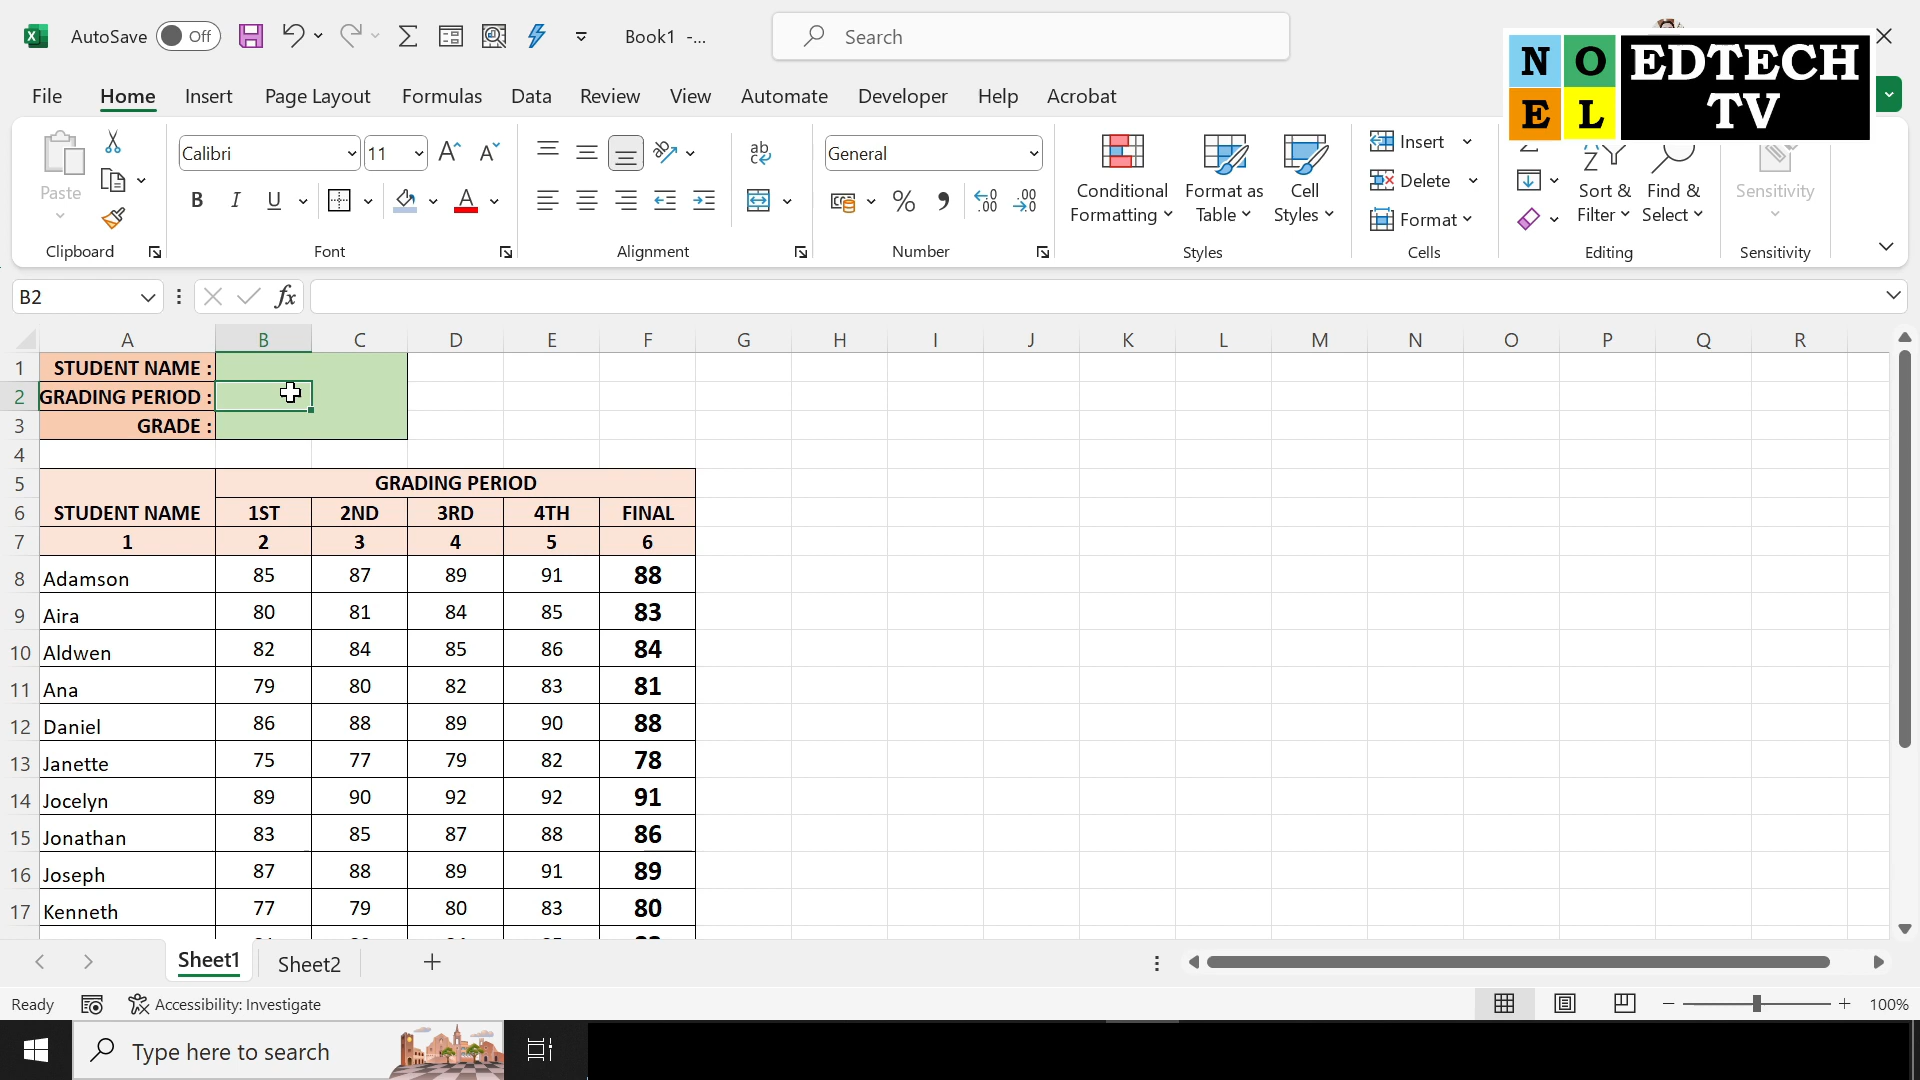 AutoSave Off Book1 -... Search
NOEL EDTECH TV
File Home Insert Page Layout Formulas Data Review View Automate Developer Help Acrobat
Paste Calibri 11 General Conditional Formatting Format as Table Cell Styles Insert Delete Format Sort & Filter Find & Select Sensitivity
Clipboard Font Alignment Number Styles Cells Editing Sensitivity
B2 fx
A B C D E F G H I J K L M N O P Q R
1 STUDENT NAME :
2 GRADING PERIOD :
3 GRADE :
4
5 GRADING PERIOD
6 STUDENT NAME 1ST 2ND 3RD 4TH FINAL
7 1 2 3 4 5 6
8 Adamson 85 87 89 91 88
9 Aira 80 81 84 85 83
10 Aldwen 82 84 85 86 84
11 Ana 79 80 82 83 81
12 Daniel 86 88 89 90 88
13 Janette 75 77 79 82 78
14 Jocelyn 89 90 92 92 91
15 Jonathan 83 85 87 88 86
16 Joseph 87 88 89 91 89
17 Kenneth 77 79 80 83 80
Sheet1 Sheet2
Ready Accessibility: Investigate 100%
Type here to search